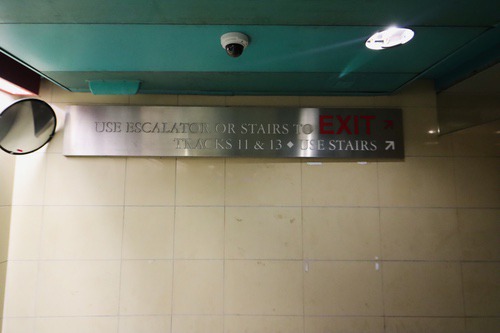 USE ESCALATOR OR STAIRS TO EXIT ↗
TRACKS 11 & 13 ◆ USE STAIRS ↗